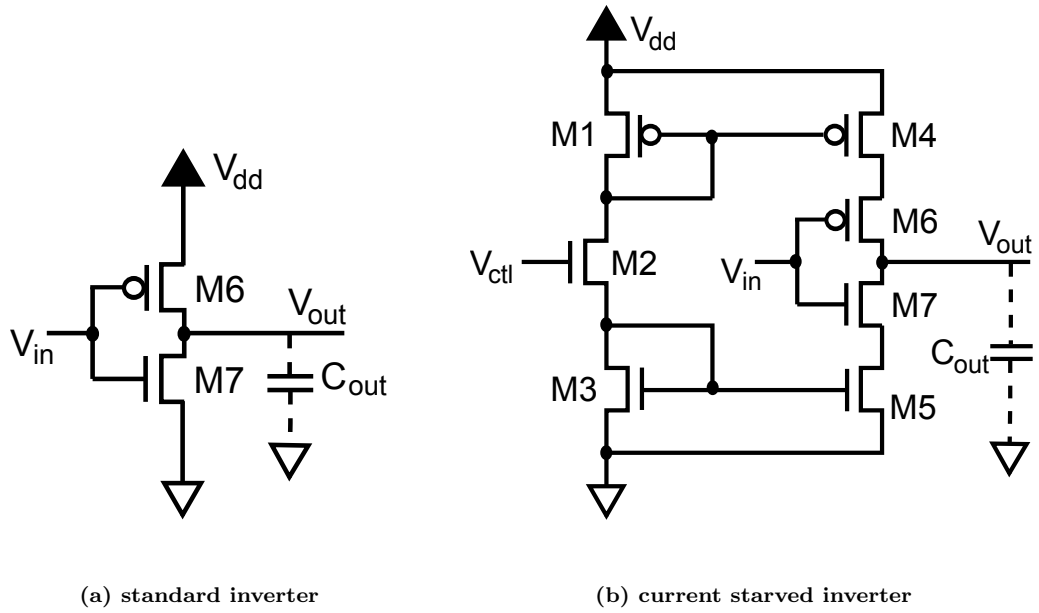 V_dd
M6
V_in
V_out
M7
C_out
(a) standard inverter
V_dd
M1
M4
M6
V_ctl
M2
V_in
V_out
M7
C_out
M3
M5
(b) current starved inverter